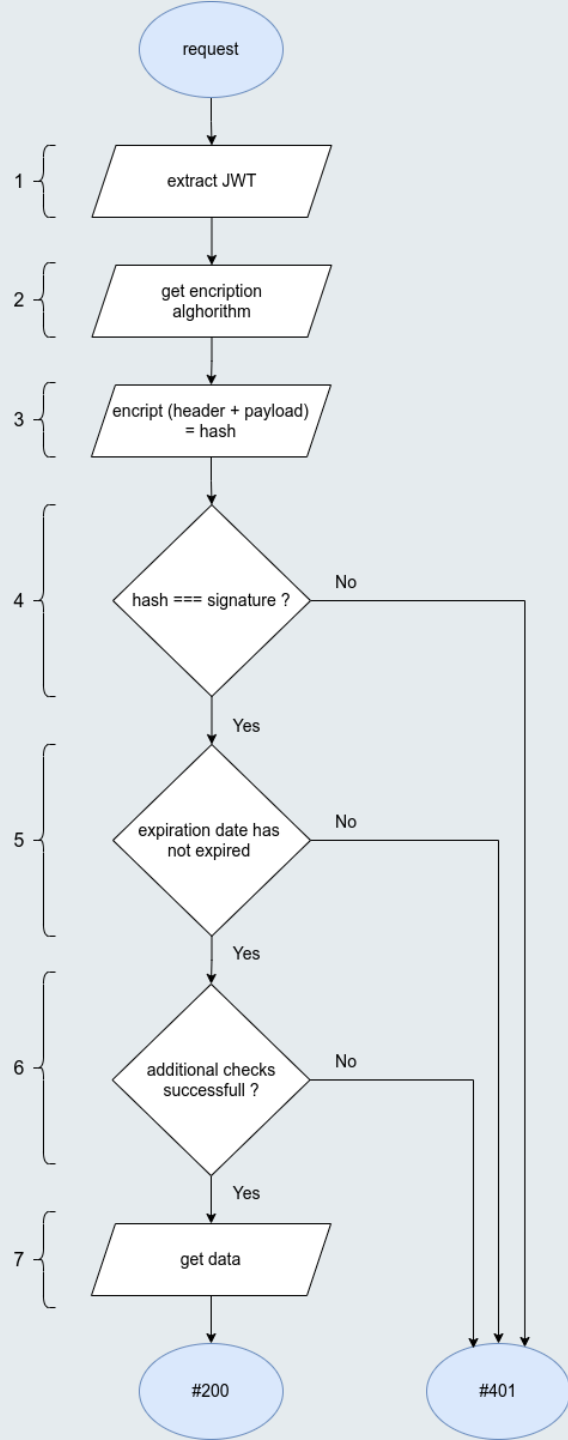 request
1
extract JWT
2
get encription
alghorithm
3
encript (header + payload)
= hash
4
hash === signature ?
No
Yes
5
expiration date has
not expired
No
Yes
6
additional checks
successfull ?
No
Yes
7
get data
#200
#401